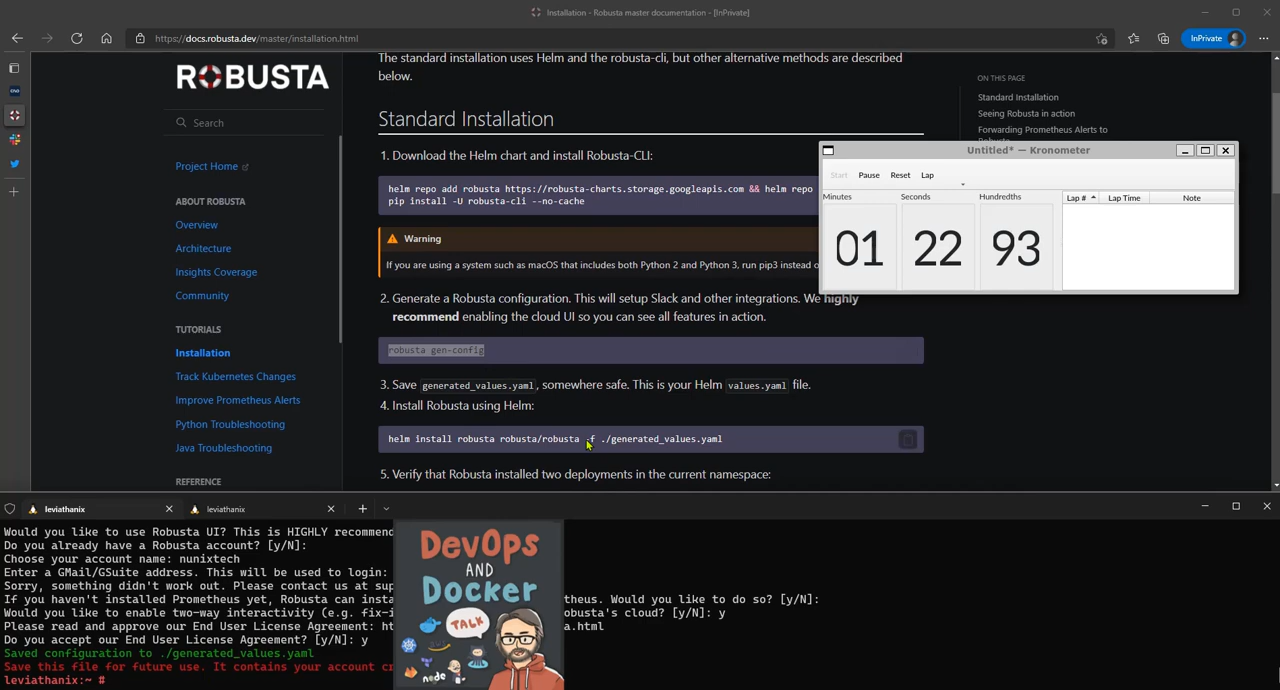 Installation - Robusta master documentation - [InPrivate]
https://docs.robusta.dev/master/installation.html
InPrivate
ROBUSTA
Search
Project Home
ABOUT ROBUSTA
Overview
Architecture
Insights Coverage
Community
TUTORIALS
Installation
Track Kubernetes Changes
Improve Prometheus Alerts
Python Troubleshooting
Java Troubleshooting
REFERENCE
The standard installation uses Helm and the robusta-cli, but other alternative methods are described
below.
Standard Installation
1. Download the Helm chart and install Robusta-CLI:
helm repo add robusta https://robusta-charts.storage.googleapis.com && helm repo
pip install -U robusta-cli --no-cache
Warning
If you are using a system such as macOS that includes both Python 2 and Python 3, run pip3 instead
2. Generate a Robusta configuration. This will setup Slack and other integrations. We highly
recommend enabling the cloud UI so you can see all features in action.
robusta gen-config
3. Save generated_values.yaml, somewhere safe. This is your Helm values.yaml file.
4. Install Robusta using Helm:
helm install robusta robusta/robusta -f ./generated_values.yaml
5. Verify that Robusta installed two deployments in the current namespace:
ON THIS PAGE
Standard Installation
Seeing Robusta in action
Forwarding Prometheus Alerts to
Untitled* — Kronometer
Start Pause Reset Lap
Minutes Seconds Hundredths Lap # Lap Time Note
01 22 93
leviathanix leviathanix
Would you like to use Robusta UI? This is HIGHLY recommend
Do you already have a Robusta account? [y/N]:
Choose your account name: nunixtech
Enter a GMail/GSuite address. This will be used to login:
Sorry, something didn't work out. Please contact us at sup
If you haven't installed Prometheus yet, Robusta can insta theus. Would you like to do so? [y/N]:
Would you like to enable two-way interactivity (e.g. fix-i obusta's cloud? [y/N]: y
Please read and approve our End User License Agreement: ht a.html
Do you accept our End User License Agreement? [y/N]: y
Saved configuration to ./generated_values.yaml
Save this file for future use. It contains your account cr
leviathanix:~ #
DevOps
AND
Docker
TALK
aws
node